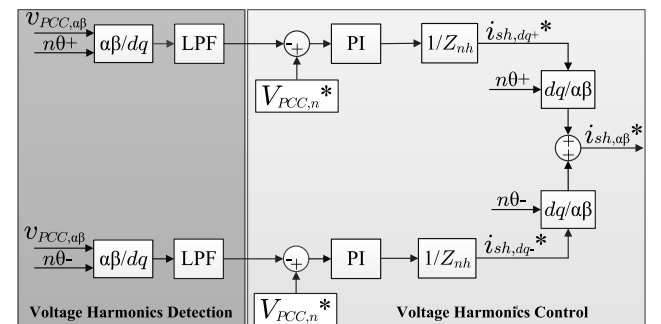 v_PCC,αβ
nθ+
αβ/dq
LPF
-
+
PI
1/Z_nh
i_sh,dq+*
V_PCC,n*
nθ+
dq/αβ
+
+
i_sh,αβ*
nθ-
dq/αβ
v_PCC,αβ
nθ-
αβ/dq
LPF
-
+
PI
1/Z_nh
i_sh,dq-*
V_PCC,n*
Voltage Harmonics Detection
Voltage Harmonics Control